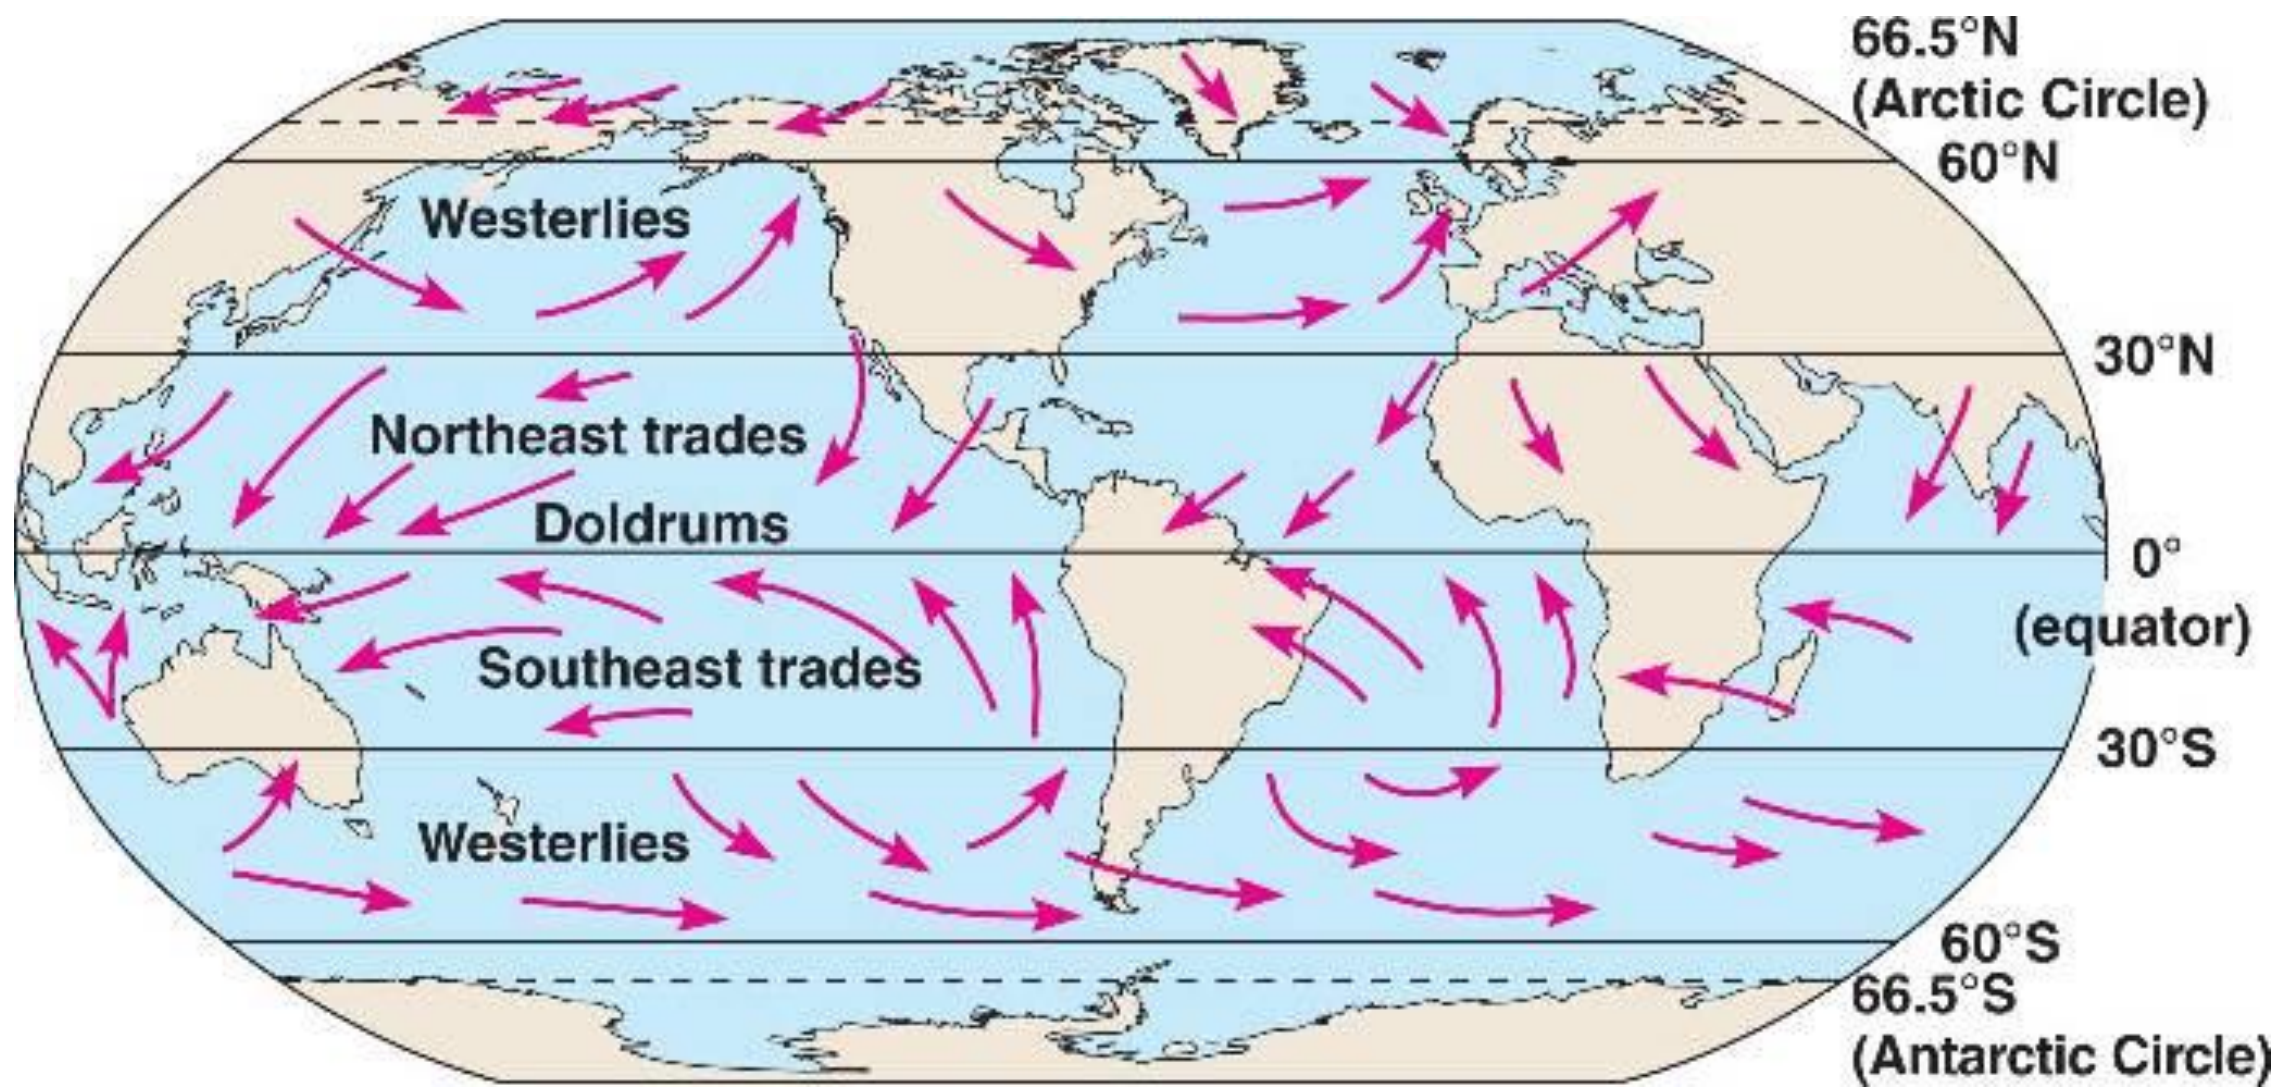 66.5°N
(Arctic Circle)
60°N
Westerlies
30°N
Northeast trades
Doldrums
0°
(equator)
Southeast trades
30°S
Westerlies
60°S
66.5°S
(Antarctic Circle)